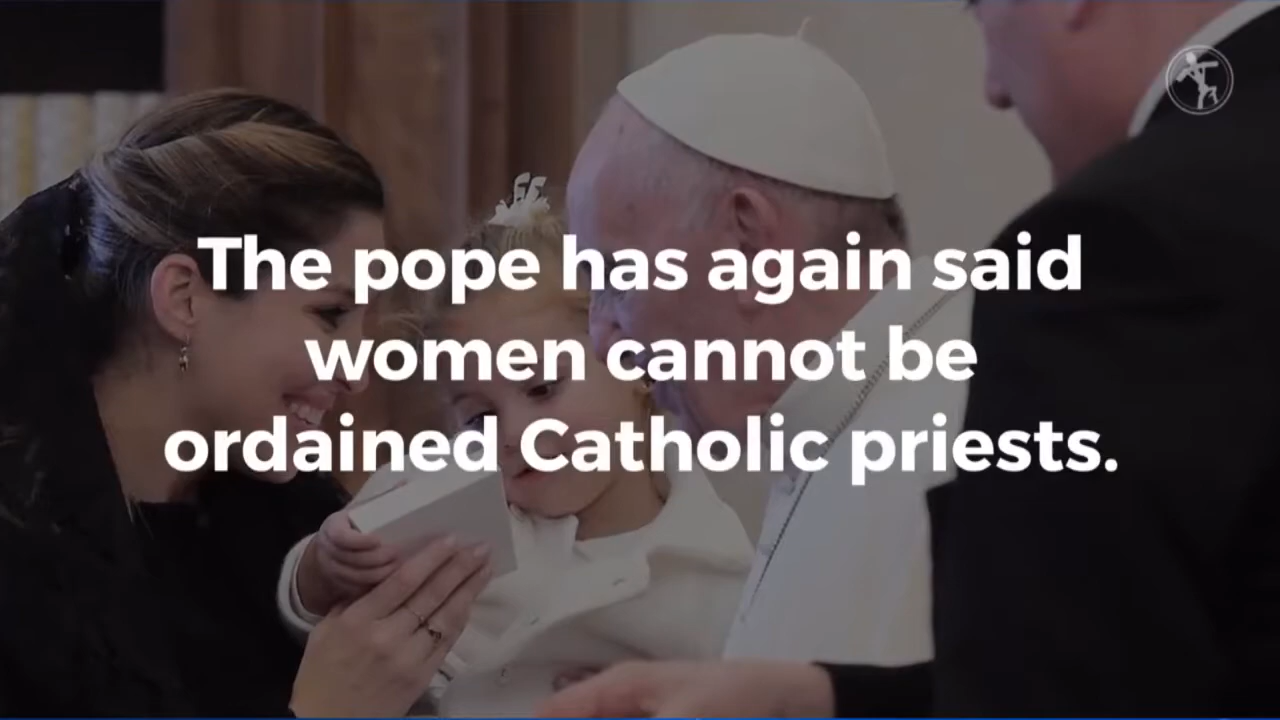 The pope has again said
women cannot be
ordained Catholic priests.